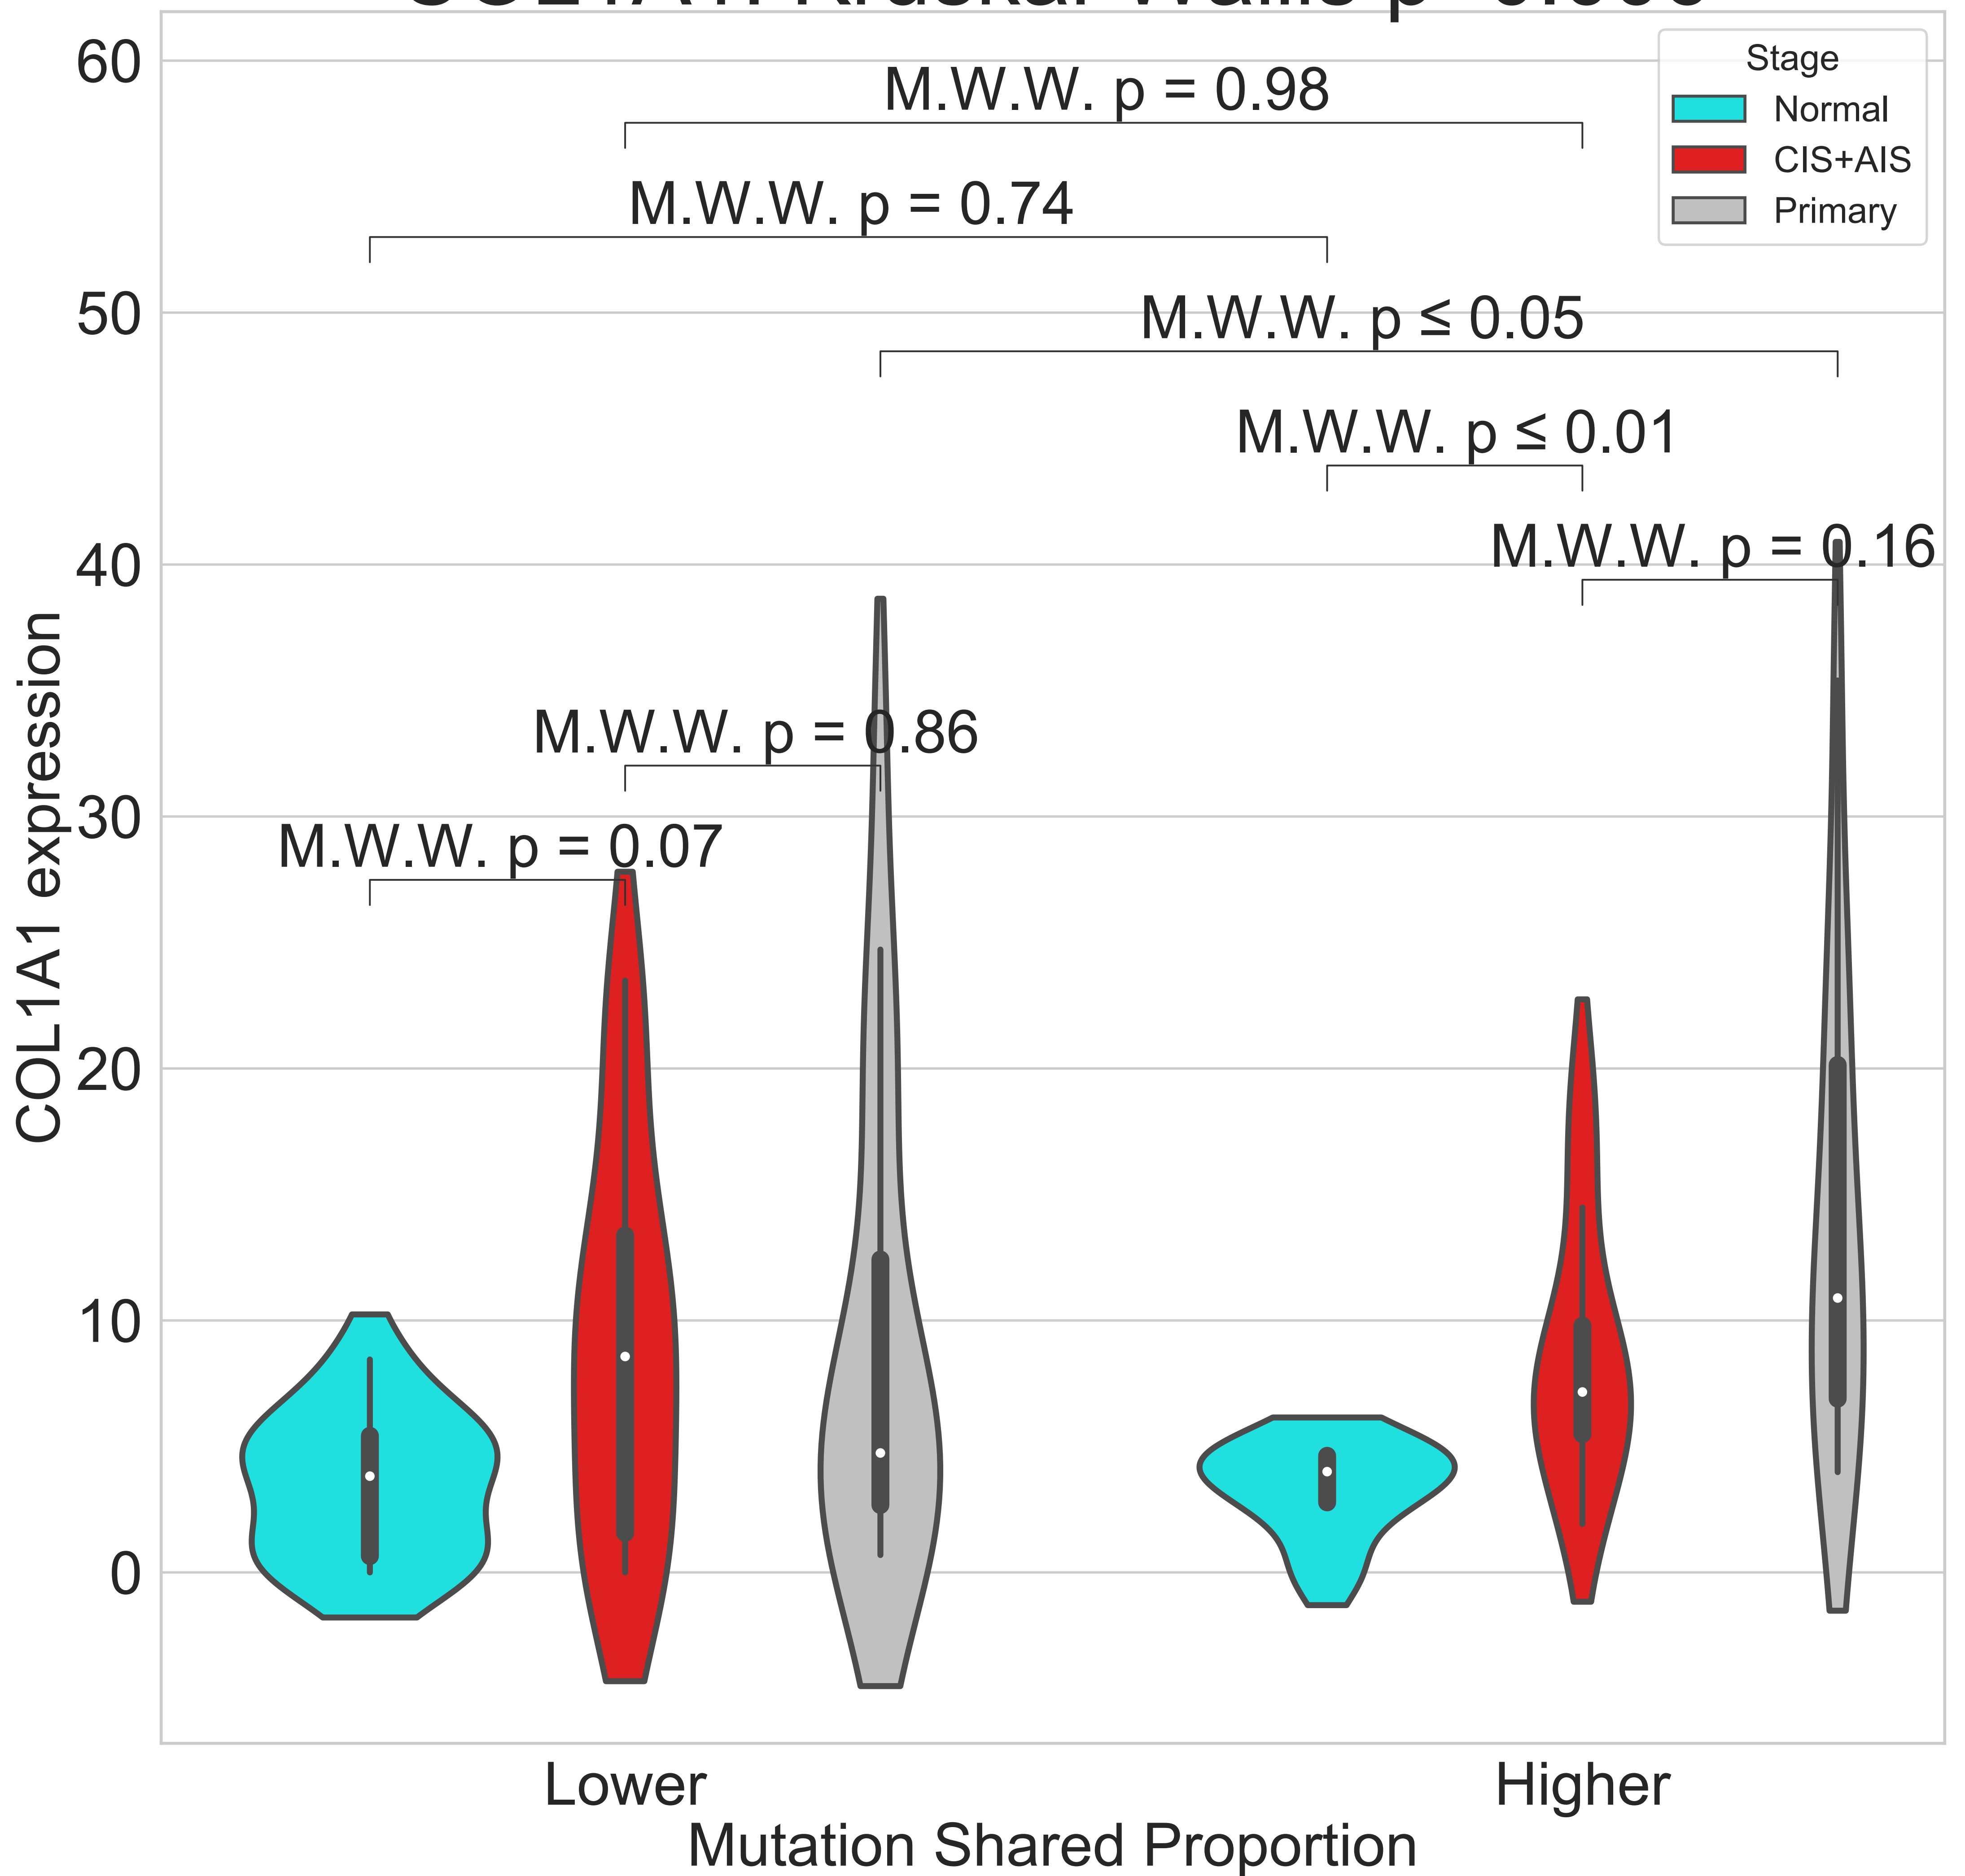 60
50
40
30
20
10
0
COL1A1 expression
M.W.W. p = 0.98
M.W.W. p = 0.74
M.W.W. p ≤ 0.05
M.W.W. p ≤ 0.01
M.W.W. p = 0.16
M.W.W. p = 0.86
M.W.W. p = 0.07
Stage
Normal
CIS+AIS
Primary
Lower
Higher
Mutation Shared Proportion